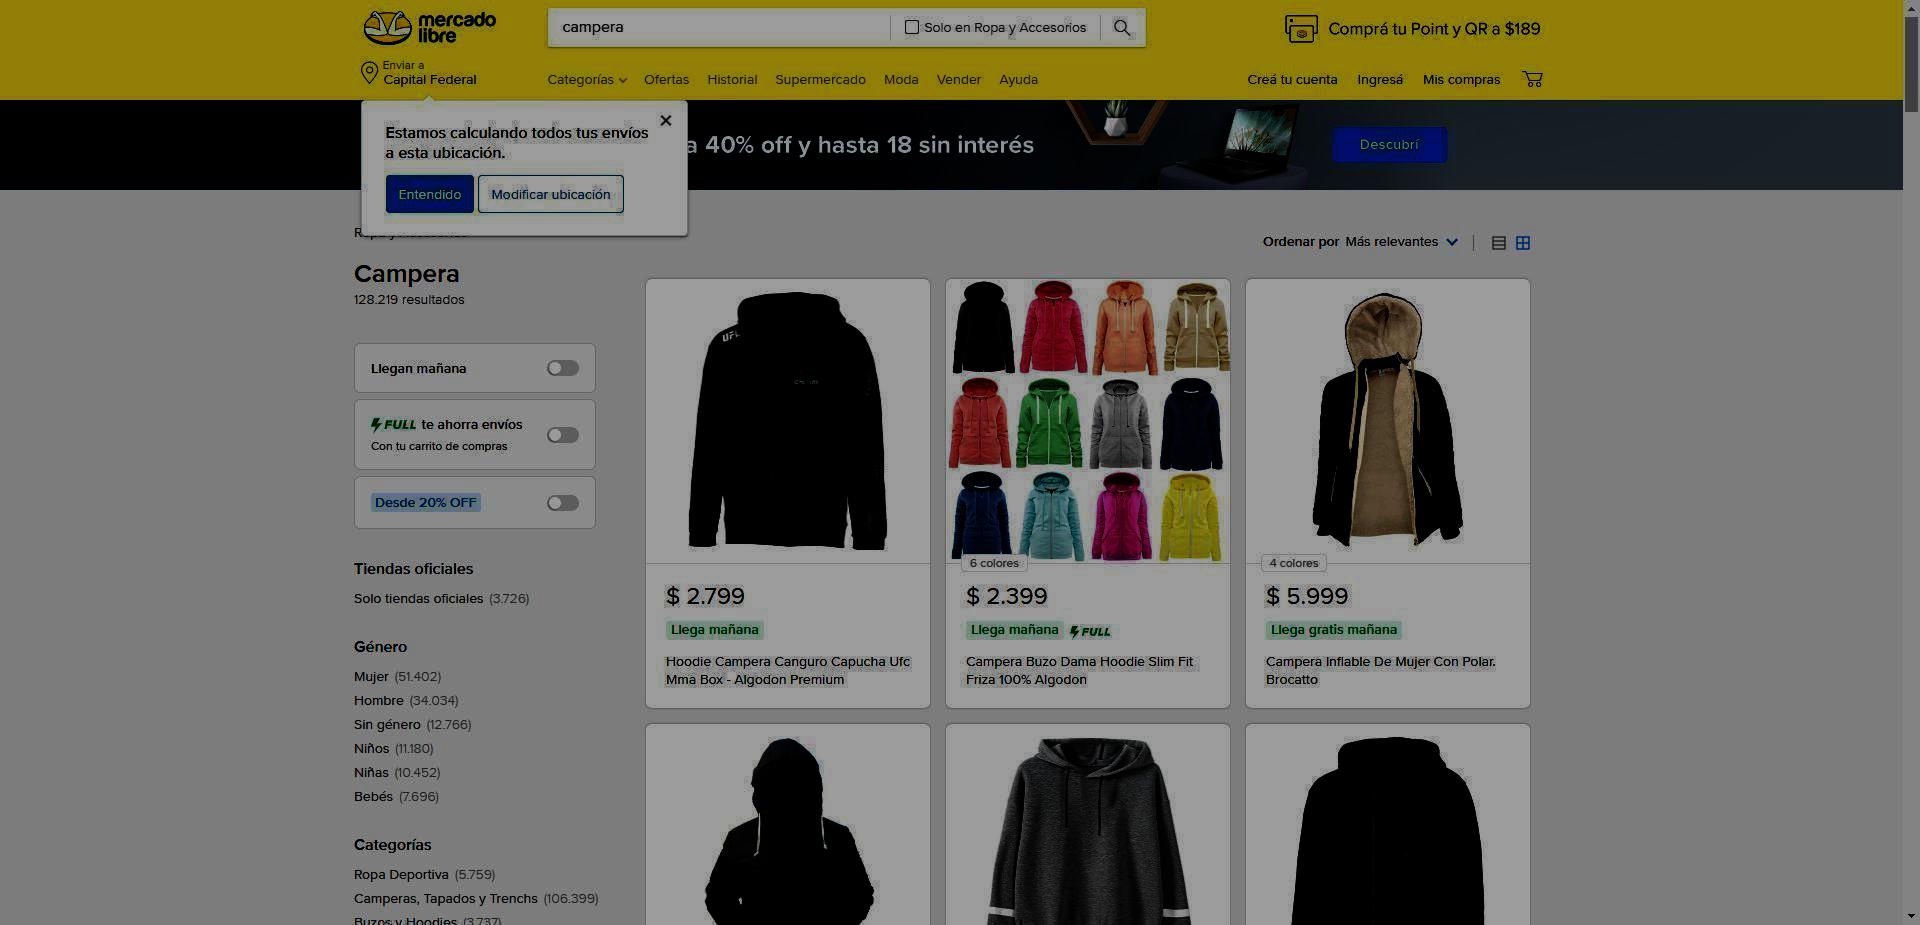 mercado
libre
campera
Solo en Ropa y Accesorios
Comprá tu Point y QR a $189
Enviar a
Capital Federal
Categorías
Ofertas
Historial
Supermercado
Moda
Vender
Ayuda
Creá tu cuenta
Ingresá
Mis compras
Estamos calculando todos tus envíos
a esta ubicación.
Entendido
Modificar ubicación
a 40% off y hasta 18 sin interés
Descubrí
Ordenar por Más relevantes
Campera
128.219 resultados
Llegan mañana
FULL te ahorra envíos
Con tu carrito de compras
Desde 20% OFF
Tiendas oficiales
Solo tiendas oficiales (3.726)
Género
Mujer (51.402)
Hombre (34.034)
Sin género (12.766)
Niños (11.180)
Niñas (10.452)
Bebés (7.696)
Categorías
Ropa Deportiva (5.759)
Camperas, Tapados y Trenchs (106.399)
Buzos y Hoodies (3.737)
UFC
$ 2.799
Llega mañana
Hoodie Campera Canguro Capucha Ufc
Mma Box - Algodon Premium
6 colores
$ 2.399
Llega mañana FULL
Campera Buzo Dama Hoodie Slim Fit
Friza 100% Algodon
4 colores
$ 5.999
Llega gratis mañana
Campera Inflable De Mujer Con Polar.
Brocatto